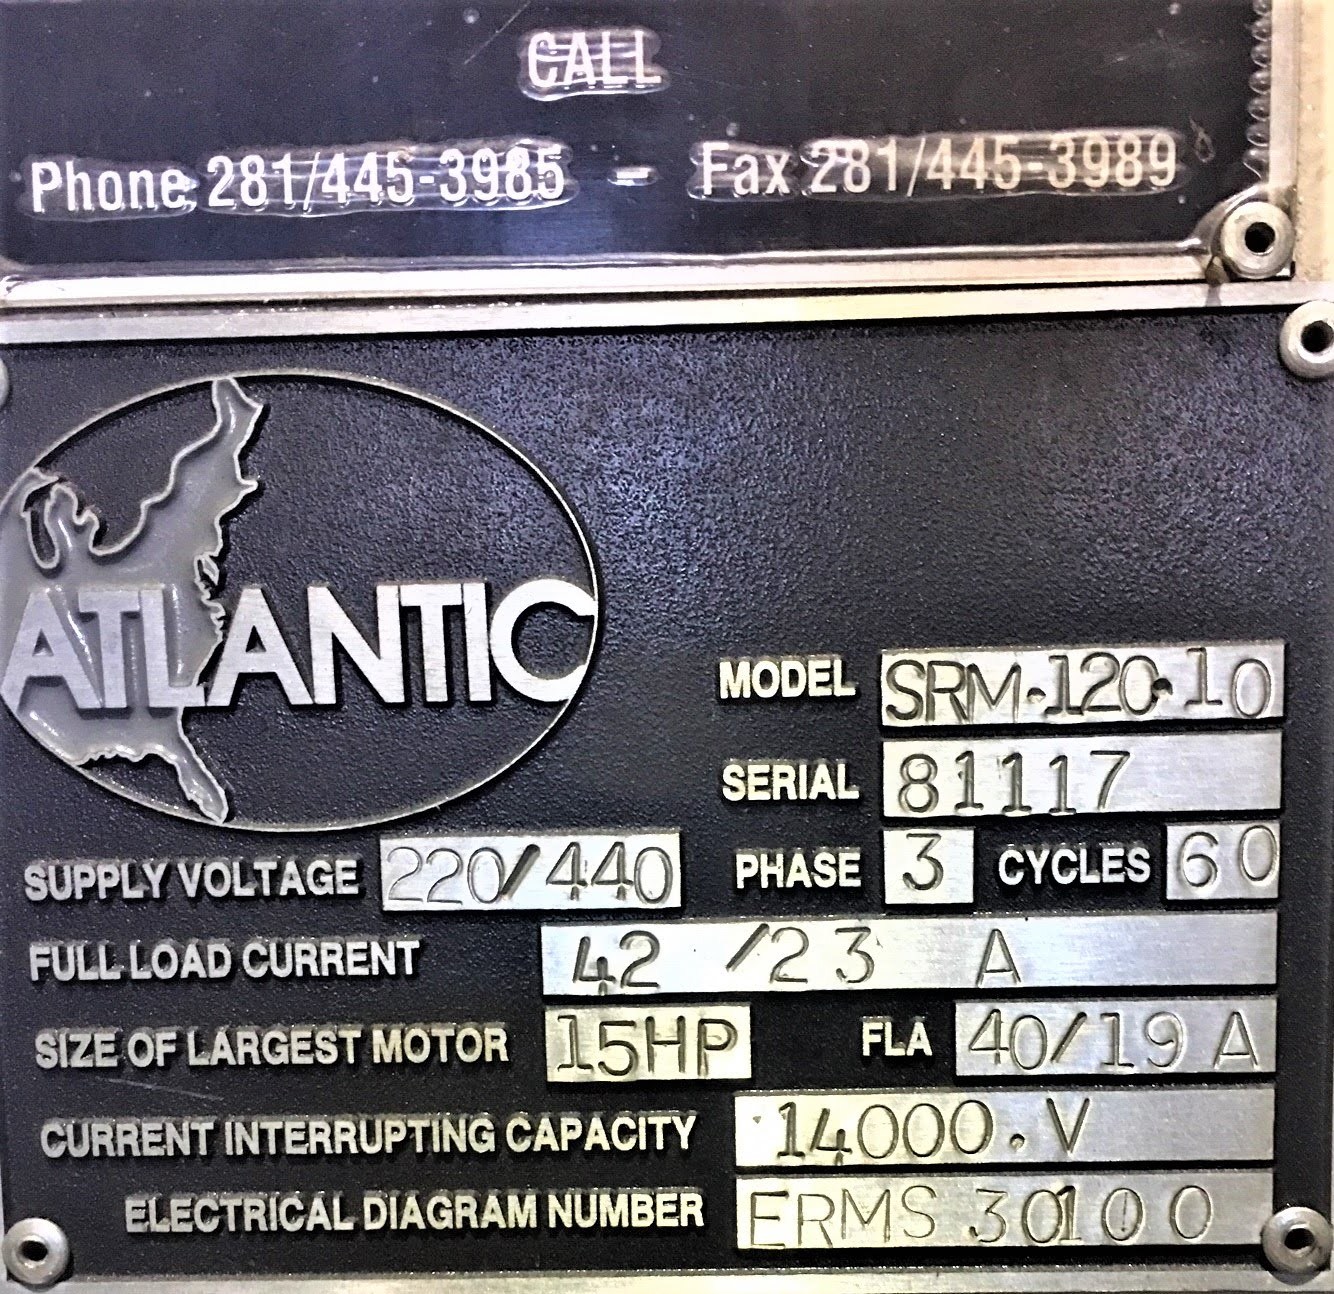 CALL
Phone 281/445-3985 - Fax 281/445-3989
ATLANTIC
MODEL SRM·120·10
SERIAL 81117
SUPPLY VOLTAGE 220/440 PHASE 3 CYCLES 60
FULL LOAD CURRENT 42 /23 A
SIZE OF LARGEST MOTOR 15HP FLA 40/19 A
CURRENT INTERRUPTING CAPACITY 14000.V
ELECTRICAL DIAGRAM NUMBER ERMS 30100